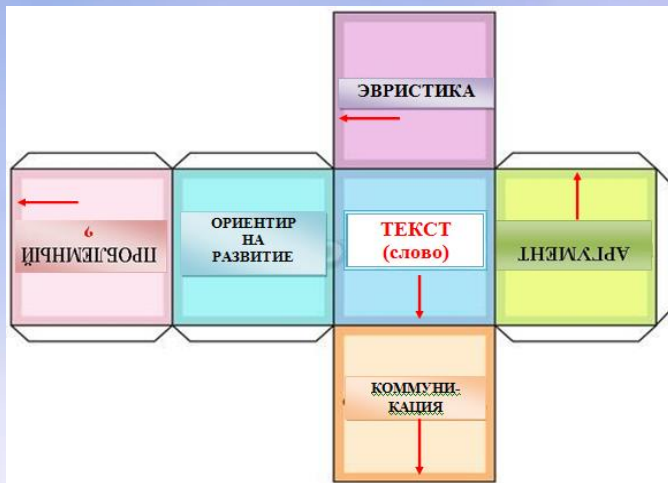 ЭВРИСТИКА
?
ПРОБЛЕМНЫЙ
ОРИЕНТИР
НА
РАЗВИТИЕ
ТЕКСТ
(слово)
АРГУМЕНТ
КОММУНИ-
КАЦИЯ